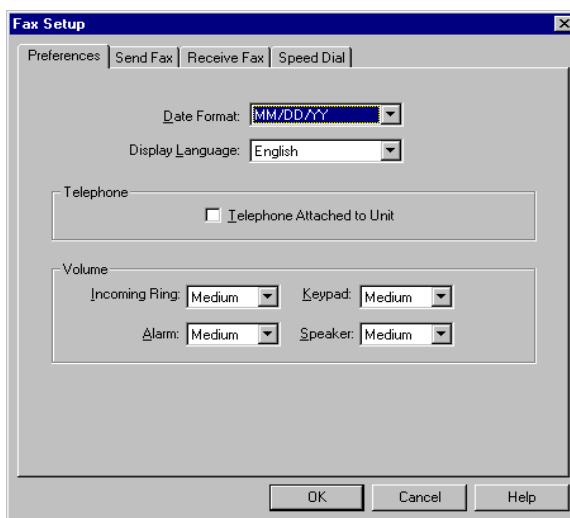 Fax Setup
Preferences Send Fax Receive Fax Speed Dial
Date Format: MM/DD/YY
Display Language: English
Telephone
Telephone Attached to Unit
Volume
Incoming Ring: Medium Keypad: Medium
Alarm: Medium Speaker: Medium
OK Cancel Help